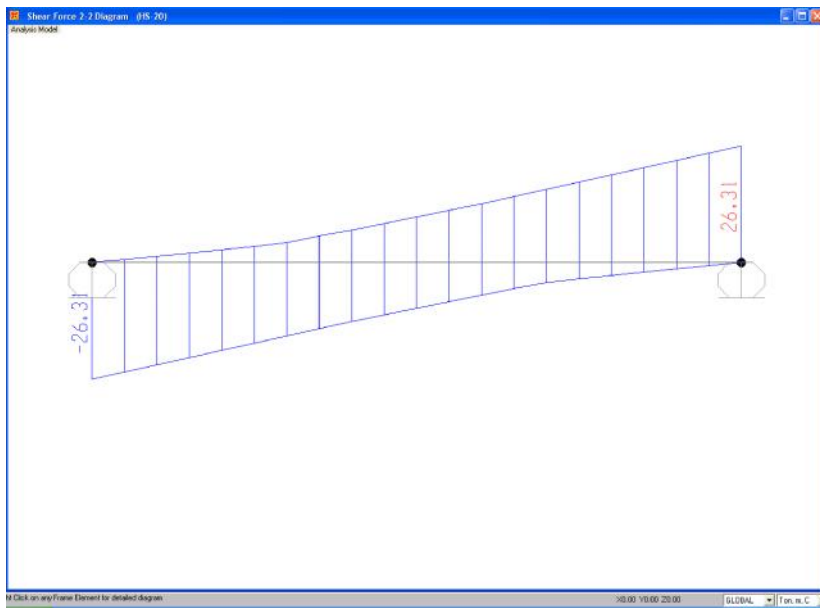 Shear Force 2-2 Diagram (HS-20)
Analysis Model
26.31
-26.31
ht Click on any Frame Element for detailed diagram
X0.00 Y0.00 Z0.00
GLOBAL
Ton, m, C